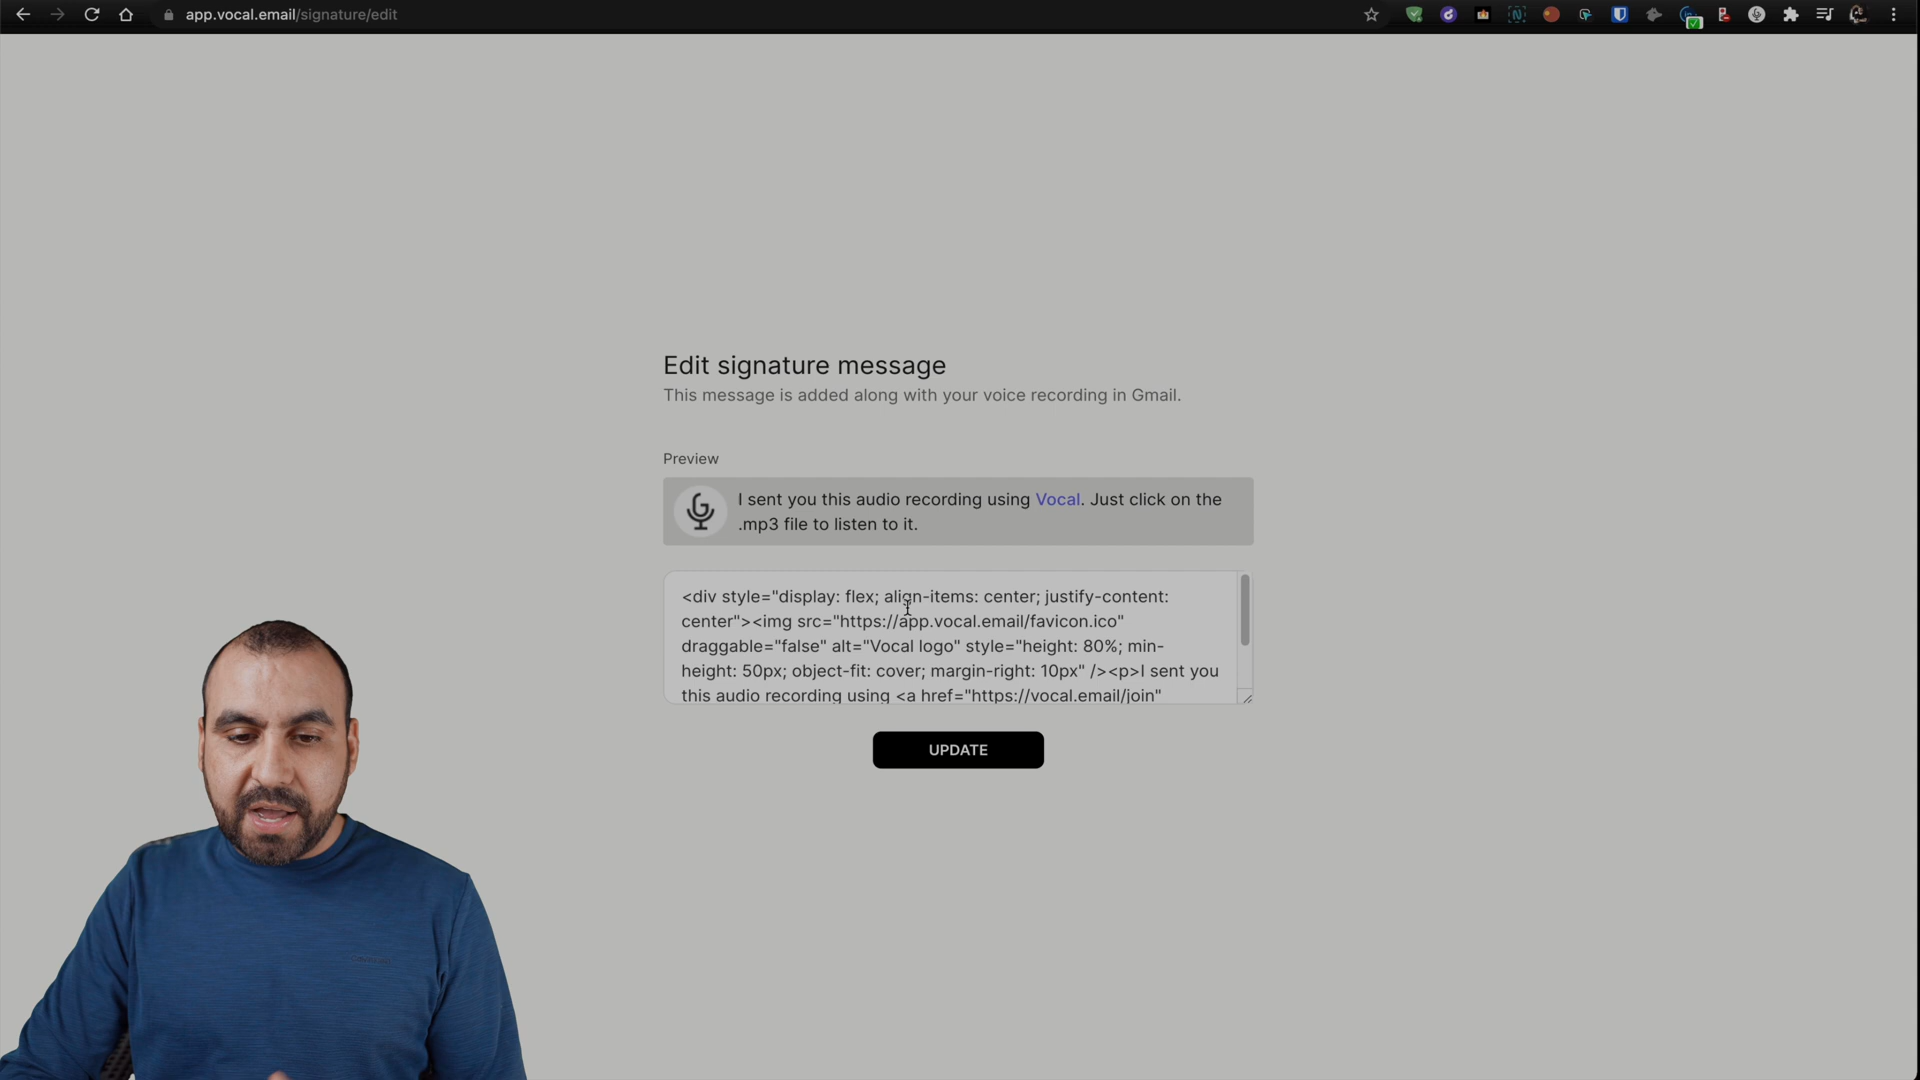 app.vocal.email/signature/edit
Edit signature message
This message is added along with your voice recording in Gmail.
Preview
I sent you this audio recording using Vocal. Just click on the
.mp3 file to listen to it.
<div style="display: flex; align-items: center; justify-content:
center"><img src="https://app.vocal.email/favicon.ico"
draggable="false" alt="Vocal logo" style="height: 80%; min-
height: 50px; object-fit: cover; margin-right: 10px" /><p>I sent you
this audio recording using <a href="https://vocal.email/join"
UPDATE